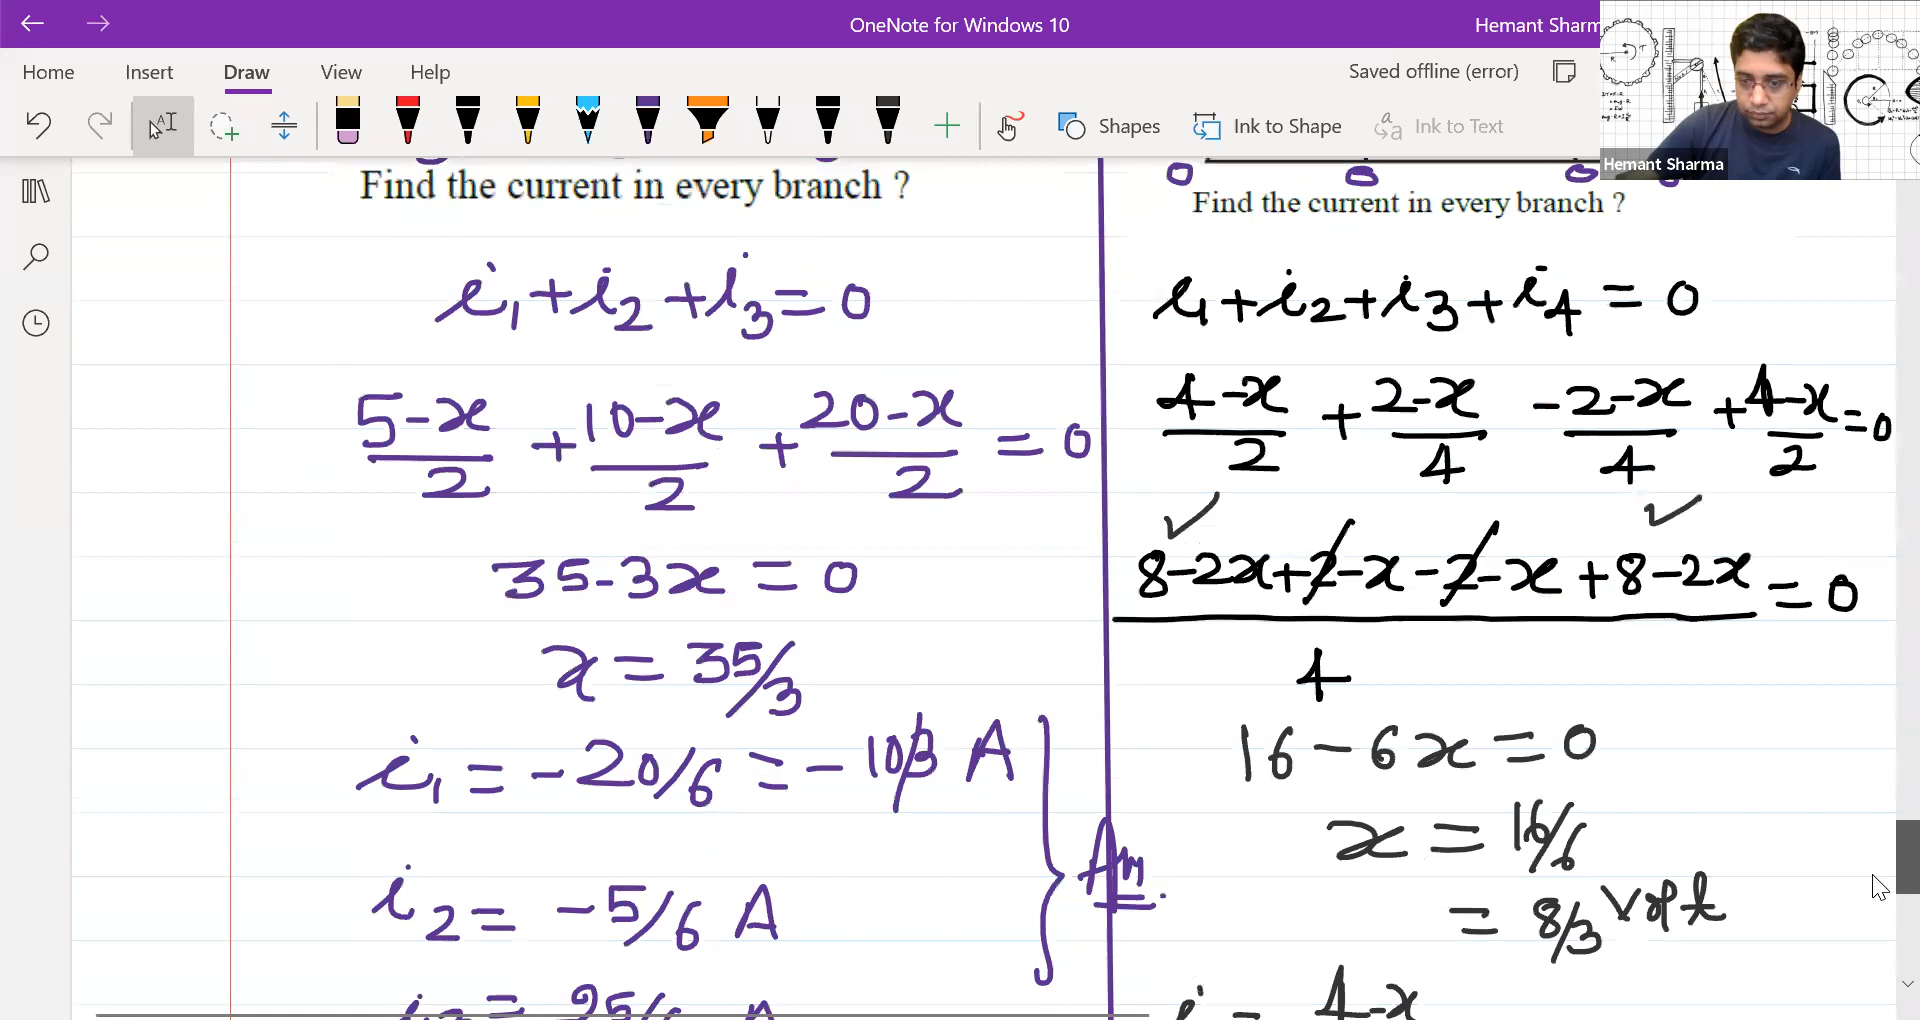 OneNote for Windows 10
Hemant Sharm
Home Insert Draw View Help
Saved offline (error)
Shapes Ink to Shape Ink to Text
Hemant Sharma
Find the current in every branch ?
i₁+i₂+i₃=0
5-x/2 + 10-x/2 + 20-x/2 = 0
35-3x = 0
x = 35/3
i₁ = -20/6 = -10/3 A
i₂ = -5/6 A
Ans.
0 0 0
Find the current in every branch ?
i₁+i₂+i₃+i₄ = 0
4-x/2 + 2-x/4 -2-x/4 + 4-x/2 =0
8-2x+2-x-2-x+8-2x/4 = 0
16-6x=0
x = 16/6
= 8/3 volt